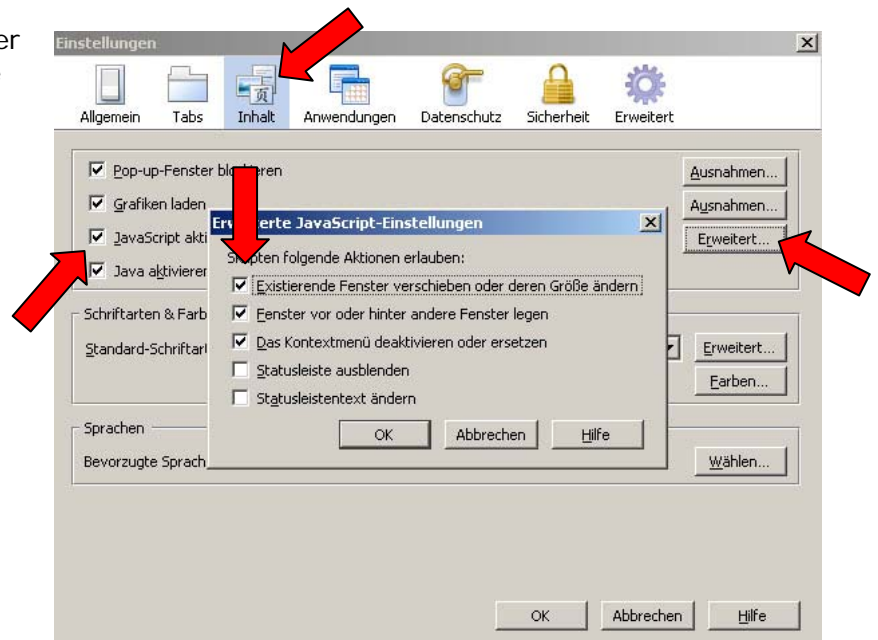 er
Einstellungen
Allgemein Tabs Inhalt Anwendungen Datenschutz Sicherheit Erweitert
Pop-up-Fenster
Ausnahmen...
Grafiken laden
Ausnahmen...
JavaScript akti
Erweitert...
Java aktivieren
Erweiterte JavaScript-Einstellungen
Skripten folgende Aktionen erlauben:
Existierende Fenster verschieben oder deren Größe ändern
Fenster vor oder hinter andere Fenster legen
Das Kontextmenü deaktivieren oder ersetzen
Statusleiste ausblenden
Statusleistentext ändern
OK Abbrechen Hilfe
Schriftarten & Farb
Standard-Schriftart
Erweitert...
Farben...
Sprachen
Bevorzugte Sprach
Wählen...
OK Abbrechen Hilfe